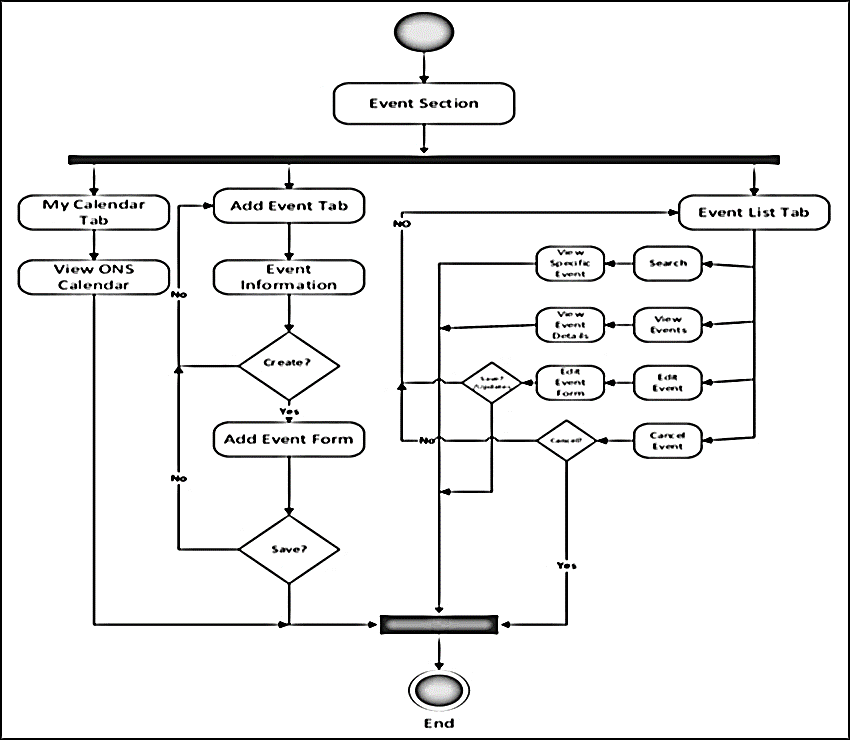 Event Section
My Calendar
Tab
View ONS
Calendar
Add Event Tab
Event
Information
No
Create?
Yes
Add Event Form
No
Save?
Event List Tab
NO
View
Specific
Event
Search
View
Event
Details
View
Events
Save?
/Updates
Edit
Event
Form
Edit
Event
No
Cancel?
Cancel
Event
Yes
End